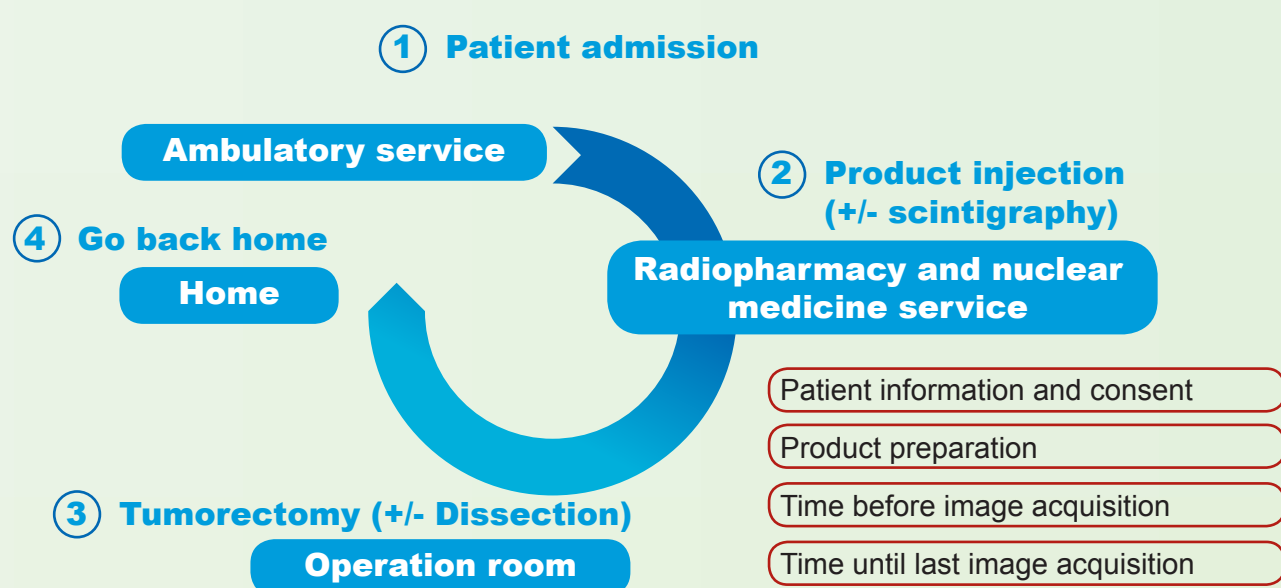 1 Patient admission
Ambulatory service
2 Product injection
(+/- scintigraphy)
Radiopharmacy and nuclear
medicine service
Patient information and consent
Product preparation
Time before image acquisition
Time until last image acquisition
3 Tumorectomy (+/- Dissection)
Operation room
4 Go back home
Home